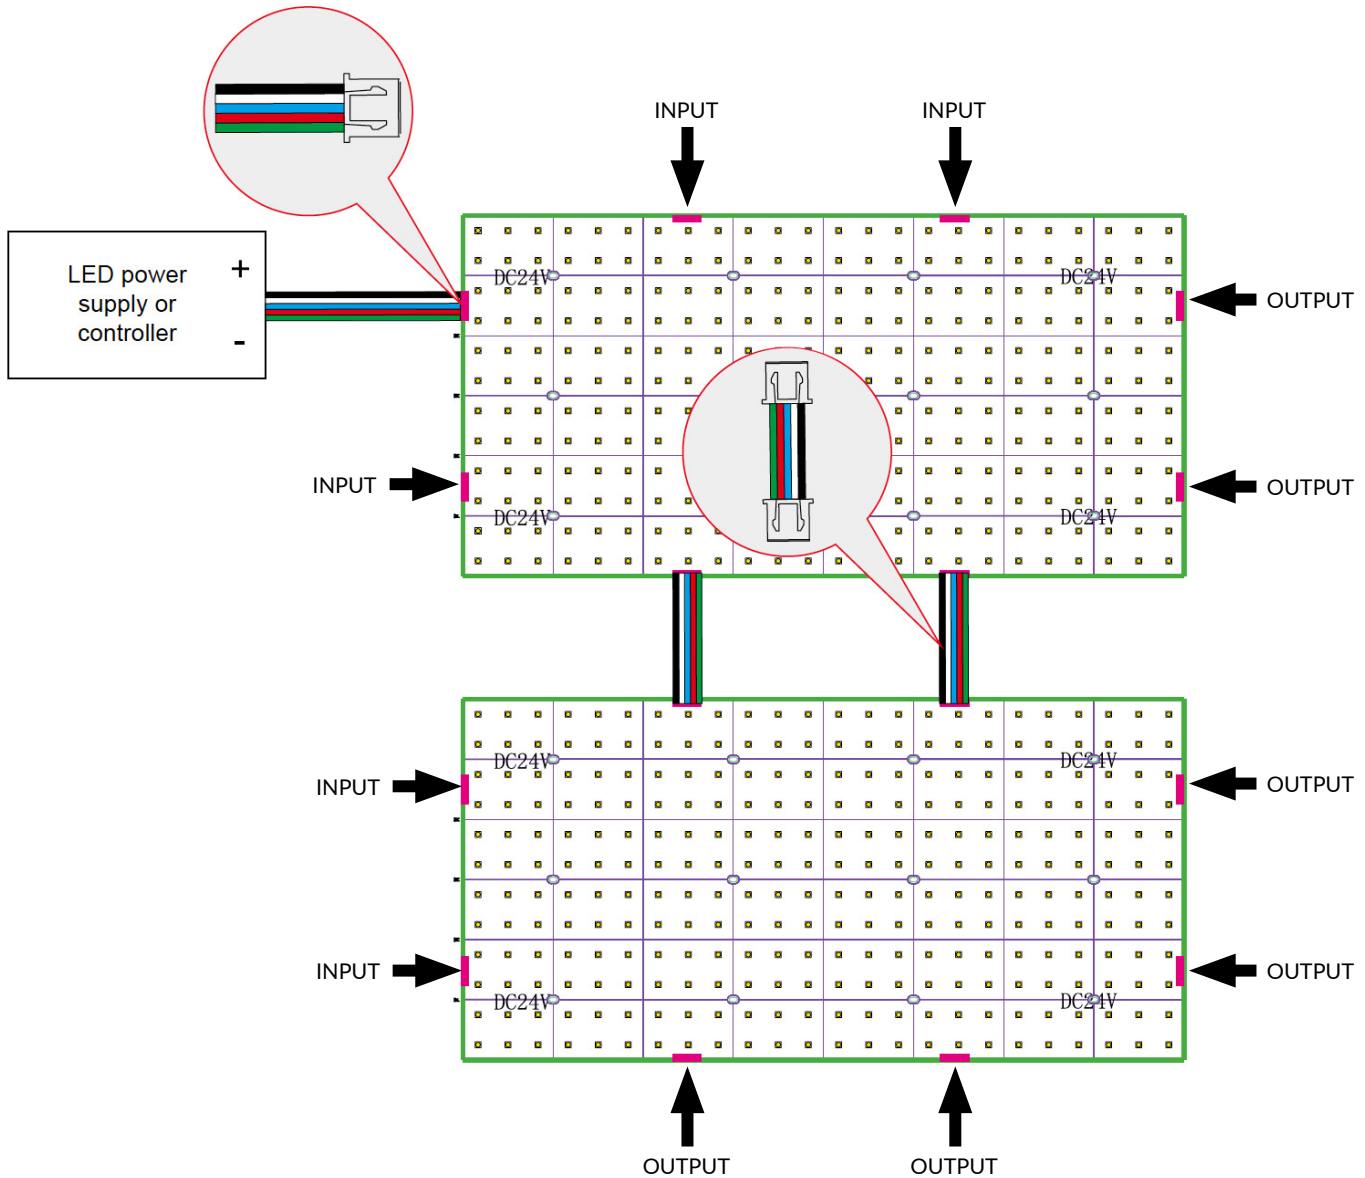 INPUT
INPUT
LED power
supply or
controller
+
-
DC24V
DC24V
OUTPUT
INPUT
OUTPUT
DC24V
DC24V
DC24V
DC24V
INPUT
OUTPUT
INPUT
OUTPUT
DC24V
DC24V
OUTPUT
OUTPUT